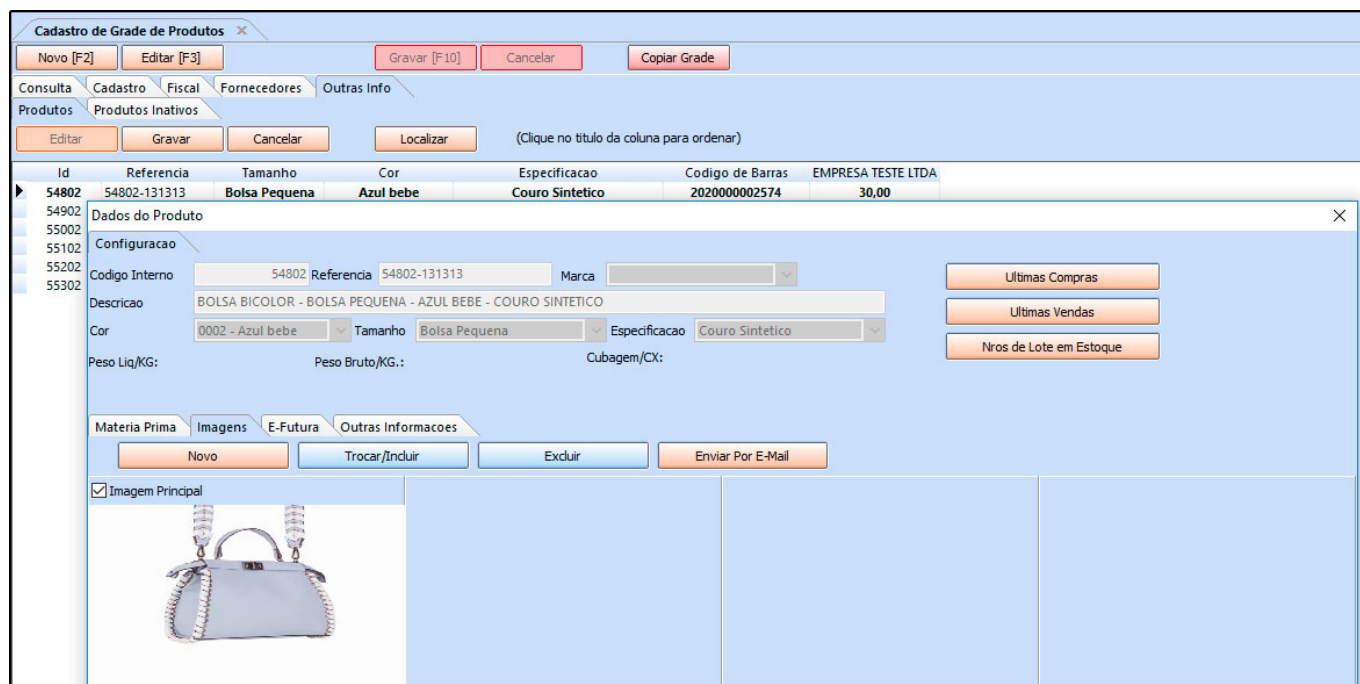 Cadastro de Grade de Produtos
Novo [F2] Editar [F3] Gravar [F10] Cancelar Copiar Grade
Consulta Cadastro Fiscal Fornecedores Outras Info
Produtos Produtos Inativos
Editar Gravar Cancelar Localizar (Clique no titulo da coluna para ordenar)
Id Referencia Tamanho Cor Especificacao Codigo de Barras EMPRESA TESTE LTDA
54802 54802-131313 Bolsa Pequena Azul bebe Couro Sintetico 2020000002574 30,00
54902
55002
55102
55202
55302
Dados do Produto
Configuracao
Codigo Interno 54802 Referencia 54802-131313 Marca Ultimas Compras
Descricao BOLSA BICOLOR - BOLSA PEQUENA - AZUL BEBE - COURO SINTETICO Ultimas Vendas
Cor 0002 - Azul bebe Tamanho Bolsa Pequena Especificacao Couro Sintetico Nros de Lote em Estoque
Peso Liq/KG: Peso Bruto/KG.: Cubagem/CX:
Materia Prima Imagens E-Futura Outras Informacoes
Novo Trocar/Incluir Excluir Enviar Por E-Mail
Imagem Principal